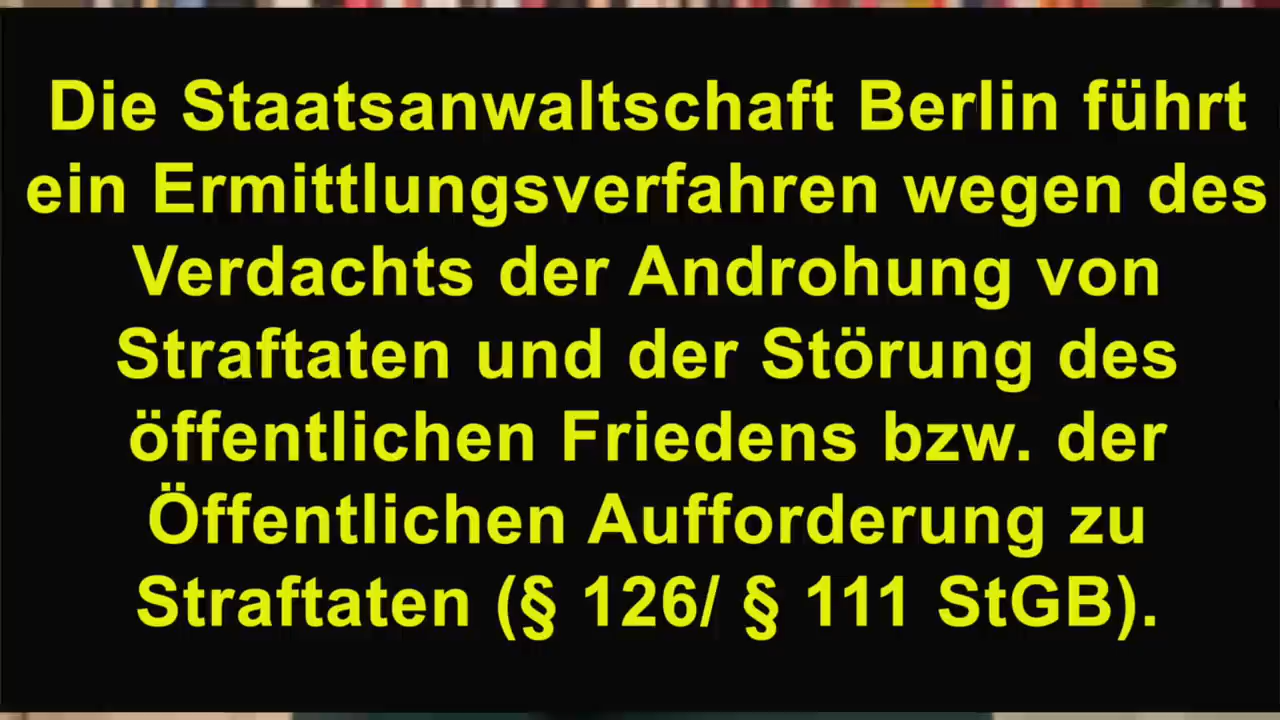 Die Staatsanwaltschaft Berlin führt
ein Ermittlungsverfahren wegen des
Verdachts der Androhung von
Straftaten und der Störung des
öffentlichen Friedens bzw. der
Öffentlichen Aufforderung zu
Straftaten (§ 126/ § 111 StGB).